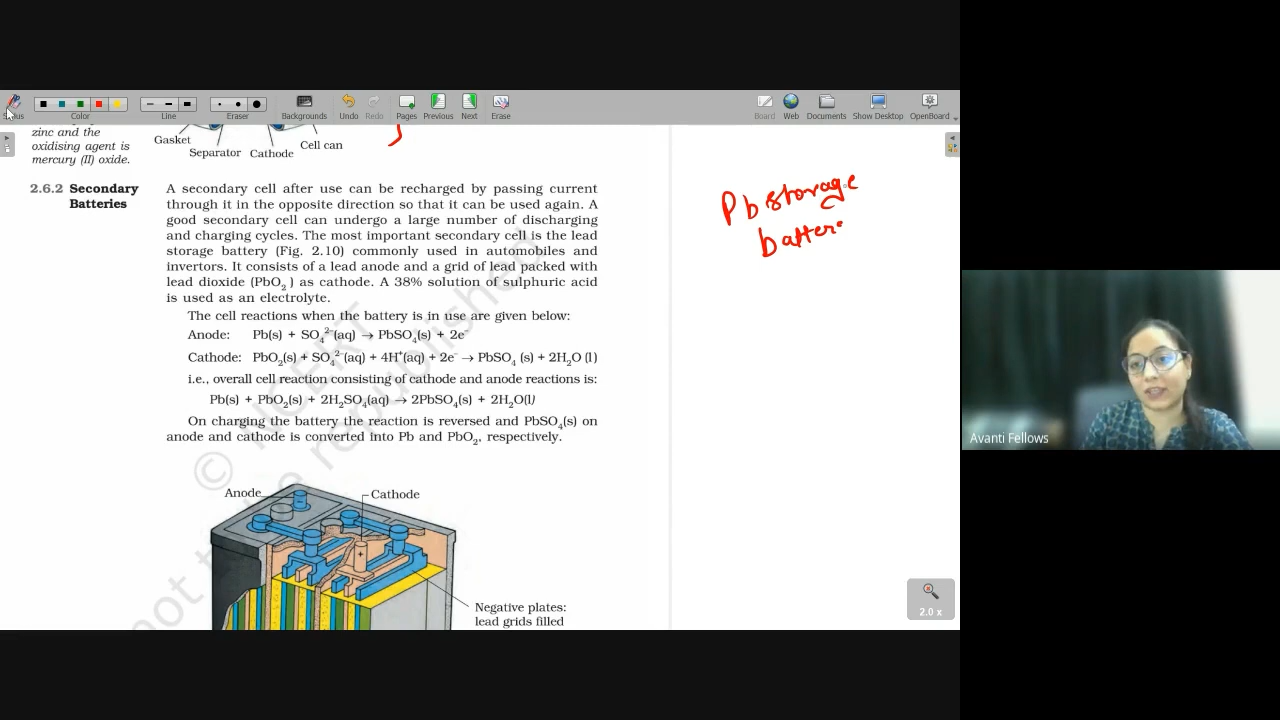 Stylus
Color
Line
Eraser
Backgrounds
Undo
Redo
Pages
Previous
Next
Erase
Board
Web
Documents
Show Desktop
OpenBoard
zinc and the
oxidising agent is
mercury (II) oxide.
Gasket
Separator
Cathode
Cell can
2.6.2 Secondary
Batteries
A secondary cell after use can be recharged by passing current
through it in the opposite direction so that it can be used again. A
good secondary cell can undergo a large number of discharging
and charging cycles. The most important secondary cell is the lead
storage battery (Fig. 2.10) commonly used in automobiles and
invertors. It consists of a lead anode and a grid of lead packed with
lead dioxide (PbO₂) as cathode. A 38% solution of sulphuric acid
is used as an electrolyte.
The cell reactions when the battery is in use are given below:
Anode: Pb(s) + SO₄²⁻(aq) → PbSO₄(s) + 2e⁻
Cathode: PbO₂(s) + SO₄²⁻(aq) + 4H⁺(aq) + 2e⁻ → PbSO₄ (s) + 2H₂O (l)
i.e., overall cell reaction consisting of cathode and anode reactions is:
Pb(s) + PbO₂(s) + 2H₂SO₄(aq) → 2PbSO₄(s) + 2H₂O(l)
On charging the battery the reaction is reversed and PbSO₄(s) on
anode and cathode is converted into Pb and PbO₂, respectively.
© NCERT
not to be republished
Anode
Cathode
+
Negative plates:
lead grids filled
Pb storage
batter
2.0 x
Avanti Fellows